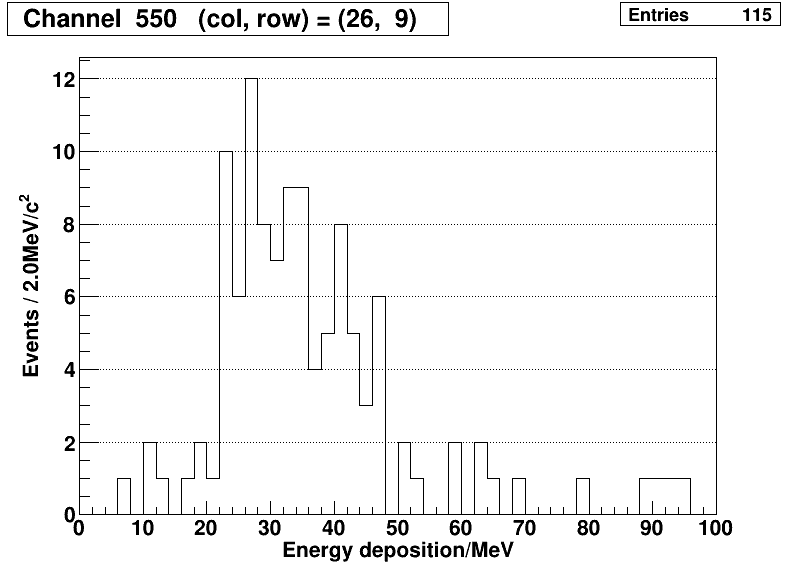 Channel 550 (col, row) = (26, 9)
Entries 115
Events / 2.0MeV/c²
12
10
8
6
4
2
0
0 10 20 30 40 50 60 70 80 90 100
Energy deposition/MeV